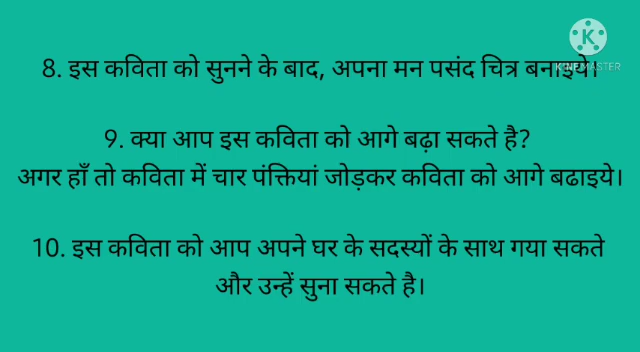 8. इस कविता को सुनने के बाद, अपना मन पसंद चित्र बनाइये।
9. क्या आप इस कविता को आगे बढ़ा सकते है?
अगर हाँ तो कविता में चार पंक्तियां जोड़कर कविता को आगे बढाइये।
10. इस कविता को आप अपने घर के सदस्यों के साथ गया सकते
और उन्हें सुना सकते है।
K
KINEMASTER